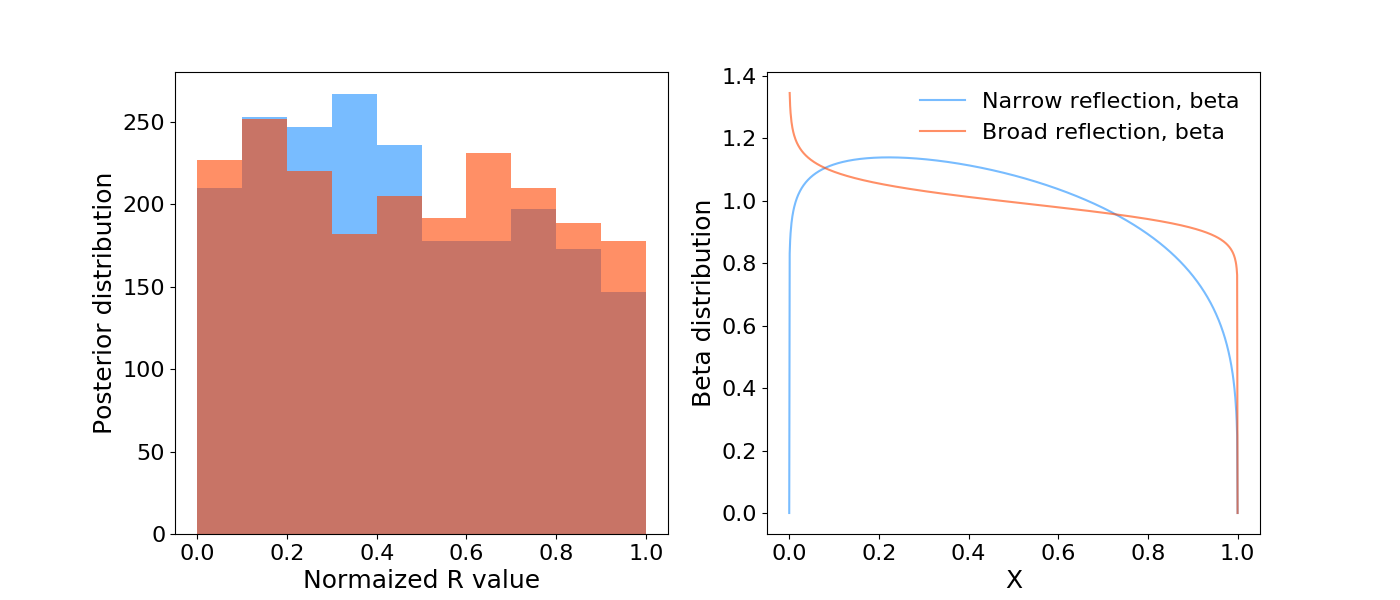 Posterior distribution
250
200
150
100
50
0
0.0 0.2 0.4 0.6 0.8 1.0
Normaized R value
Beta distribution
1.4
1.2
1.0
0.8
0.6
0.4
0.2
0.0
Narrow reflection, beta
Broad reflection, beta
0.0 0.2 0.4 0.6 0.8 1.0
X